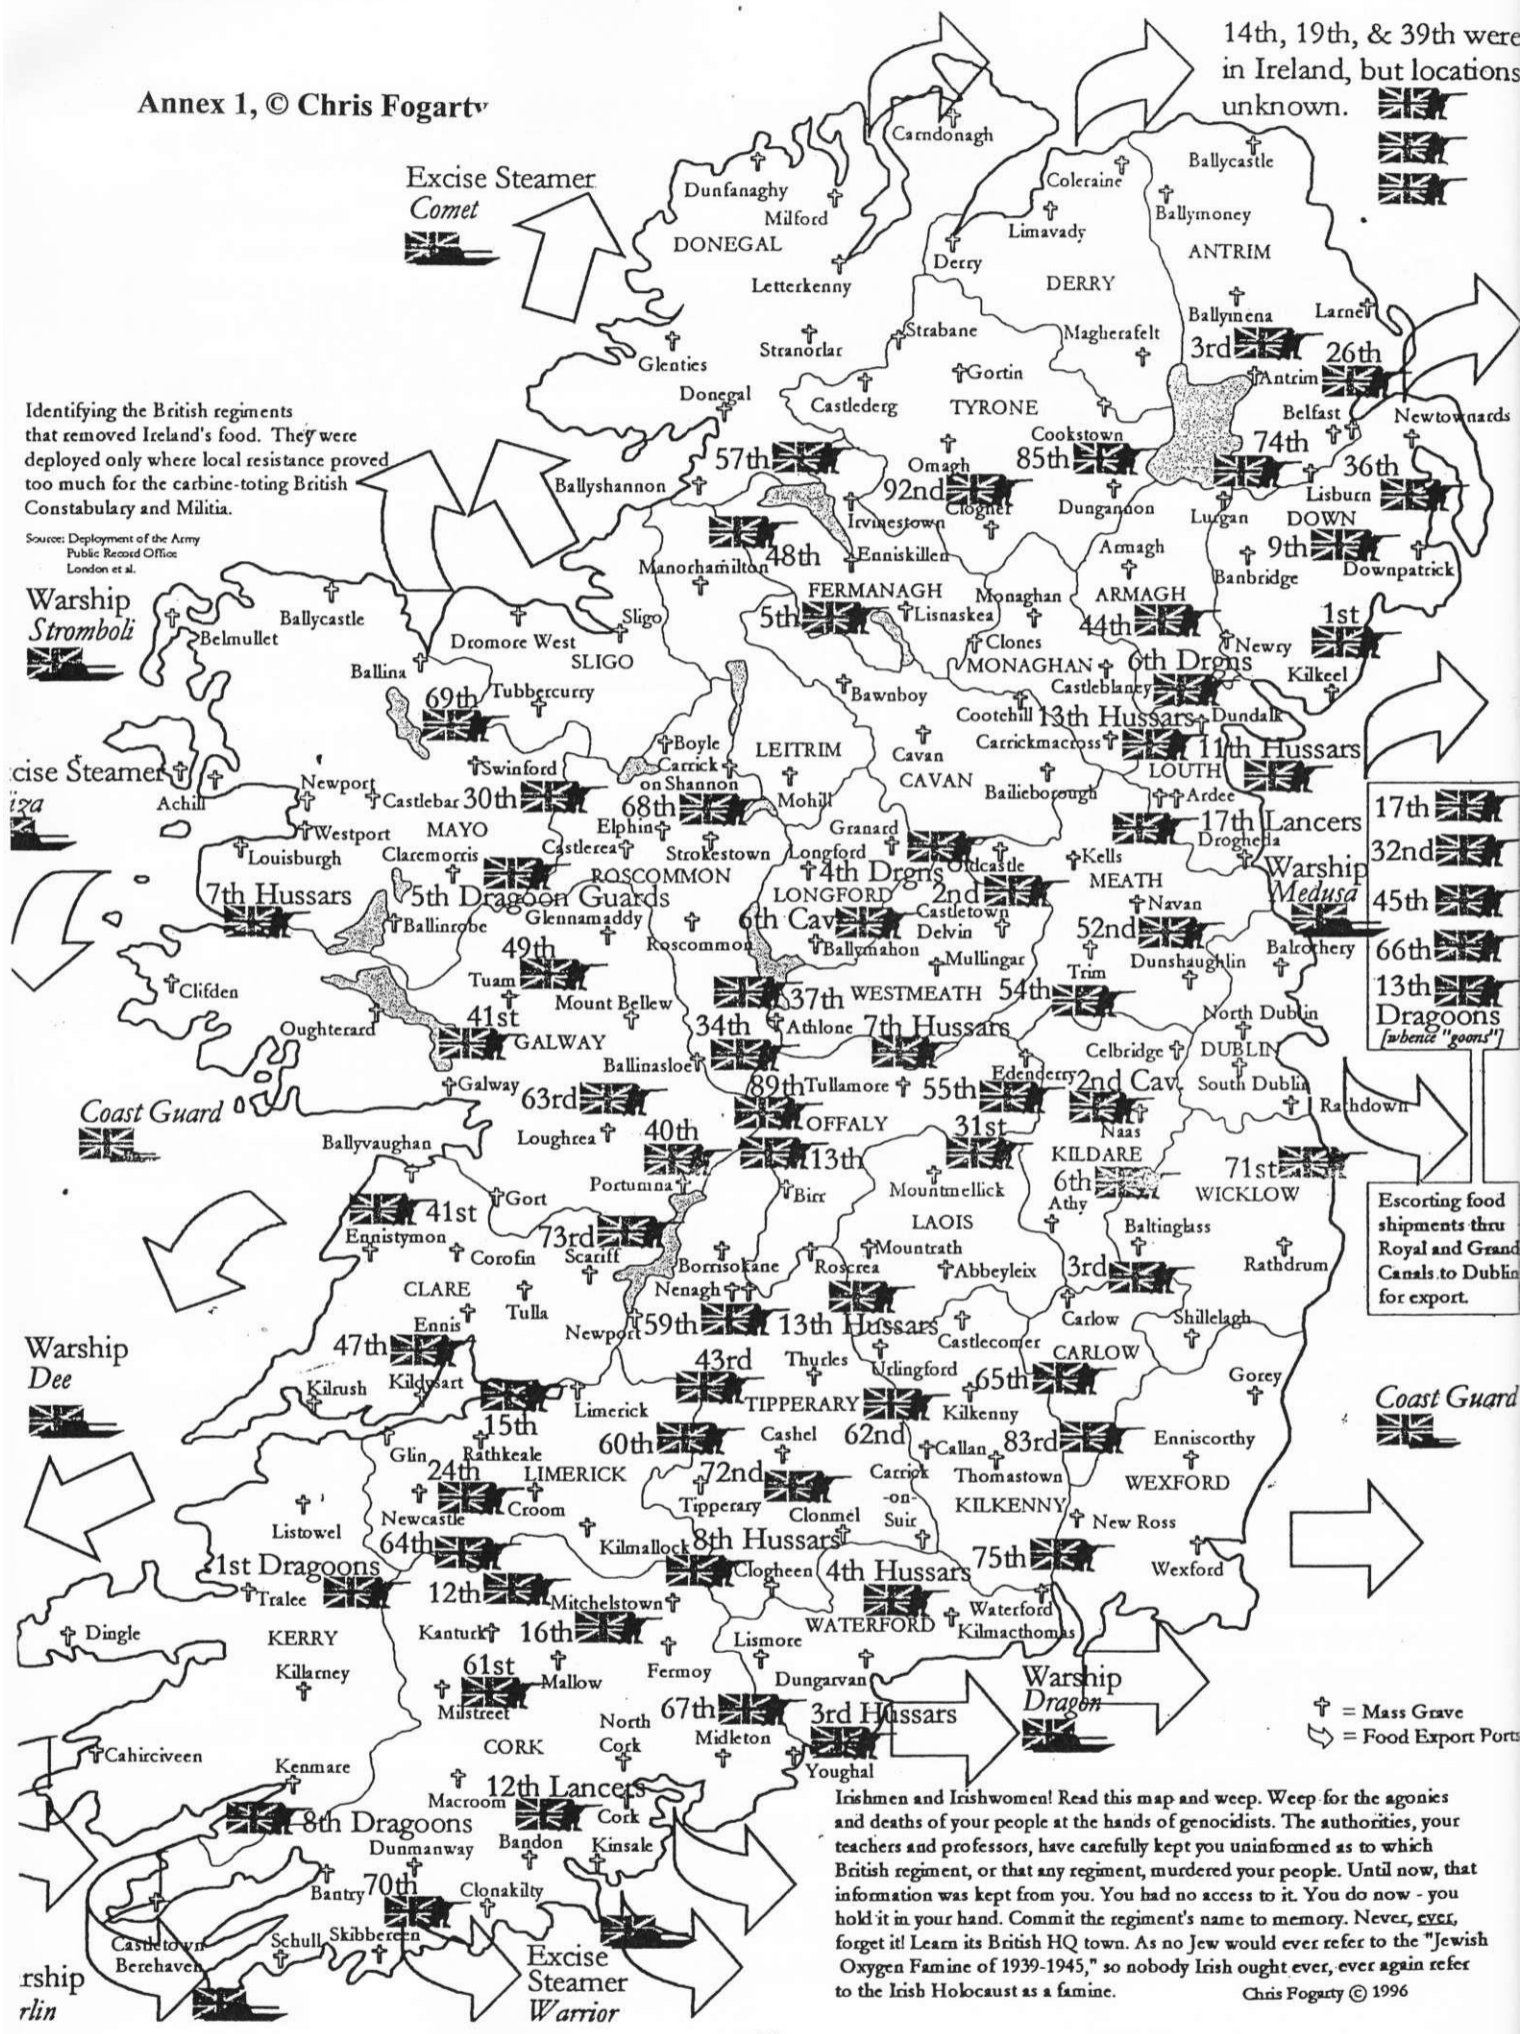 14th, 19th, & 39th were
in Ireland, but locations
unknown.
Annex 1, © Chris Fogarty
Excise Steamer
Comet
Carndonagh
Dunfanaghy
Milford
DONEGAL
Letterkenny
Coleraine
Limavady
Derry
DERRY
Ballycastle
Ballymoney
ANTRIM
Ballymena
Larne
3rd
26th
Antrim
Glenties
Stranorlar
Strabane
Magherafelt
Gortin
Donegal
Castlederg
TYRONE
Belfast
Newtownards
Identifying the British regiments
that removed Ireland's food. They were
deployed only where local resistance proved
too much for the carbine-toting British
Constabulary and Militia.
Source: Deployment of the Army
Public Record Office
London et al.
Cookstown
57th
Omagh
85th
74th
36th
Ballyshannon
92nd
Clogher
Lisburn
Irvinestown
Dungannon
Lurgan
DOWN
48th
Enniskillen
Armagh
9th
Manorhamilton
Banbridge
Downpatrick
FERMANAGH
Monaghan
ARMAGH
Warship
Stromboli
Belmullet
Ballycastle
Dromore West
Sligo
SLIGO
5th
Lisnaskea
44th
1st
Clones
Newry
MONAGHAN
6th Drgns
Kilkeel
Ballina
Tubbercurry
69th
Bawnboy
Castleblaney
Cootehill
13th Hussars
Dundalk
Boyle
LEITRIM
Cavan
Carrickmacross
11th Hussars
cise Steamer
iza
Achill
Newport
Swinford
Carrick
on Shannon
CAVAN
LOUTH
Castlebar
30th
68th
Mohill
Bailieborough
Ardee
17th
Westport
MAYO
Elphin
Granard
17th Lancers
Drogheda
Louisburgh
Claremorris
Castlerea
Strokestown
Longford
Oldcastle
Kells
32nd
ROSCOMMON
4th Drgns
MEATH
Warship
Medusa
7th Hussars
5th Dragoon Guards
LONGFORD
2nd
Navan
45th
Ballinrobe
Glennamaddy
Roscommon
6th Cav
Castletown
Delvin
52nd
Balrothery
Ballymahon
49th
Mullingar
Trim
Dunshaughlin
66th
Clifden
Tuam
Mount Bellew
37th
WESTMEATH
54th
13th
Dragoons
[whence "goons"]
Oughterard
41st
34th
Athlone
7th Hussars
North Dublin
GALWAY
Ballinasloe
Celbridge
DUBLIN
Galway
89th
Tullamore
Edenderry
2nd Cav.
South Dublin
63rd
55th
Rathdown
Coast Guard
OFFALY
Naas
Ballyvaughan
Loughrea
40th
31st
KILDARE
13th
71st
Portumna
Birr
Mountmellick
6th
WICKLOW
Athy
Escorting food
shipments thru
Royal and Grand
Canals to Dublin
for export.
41st
Gort
LAOIS
Baltinglass
Ennistymon
Corofin
73rd
Scariff
Mountrath
Borrisokane
Roscrea
Abbeyleix
3rd
Rathdrum
CLARE
Tulla
Nenagh
Ennis
Newport
59th
13th Hussars
Carlow
Shillelagh
Castlecomer
Warship
Dee
47th
43rd
Thurles
Urlingford
CARLOW
Kilrush
Kildysart
65th
Gorey
Limerick
TIPPERARY
Kilkenny
Coast Guard
15th
60th
Cashel
62nd
Callan
83rd
Enniscorthy
Glin
Rathkeale
24th
LIMERICK
72nd
Carrick
-on-
Suir
Thomastown
WEXFORD
Croom
Tipperary
Clonmel
KILKENNY
Newcastle
Listowel
New Ross
64th
Kilmallock
8th Hussars
75th
1st Dragoons
Clogheen
4th Hussars
Wexford
Tralee
12th
Mitchelstown
Waterford
WATERFORD
Kilmacthomas
Dingle
KERRY
Kanturk
16th
Lismore
Killarney
61st
Mallow
Fermoy
Dungarvan
Warship
Dragon
Milstreet
67th
3rd Hussars
North
Cork
Midleton
= Mass Grave
= Food Export Ports
Cahirciveen
CORK
Kenmare
Youghal
12th Lancers
Macroom
Cork
8th Dragoons
Dunmanway
Bandon
Kinsale
Bantry
70th
Clonakilty
Castletown
Berehaven
Schull
Skibbereen
Excise
Steamer
Warrior
rship
rlin
Irishmen and Irishwomen! Read this map and weep. Weep for the agonies
and deaths of your people at the hands of genocidists. The authorities, your
teachers and professors, have carefully kept you uninformed as to which
British regiment, or that any regiment, murdered your people. Until now, that
information was kept from you. You had no access to it. You do now - you
hold it in your hand. Commit the regiment's name to memory. Never, ever,
forget it! Learn its British HQ town. As no Jew would ever refer to the "Jewish
Oxygen Famine of 1939-1945," so nobody Irish ought ever, ever again refer
to the Irish Holocaust as a famine.
Chris Fogarty © 1996